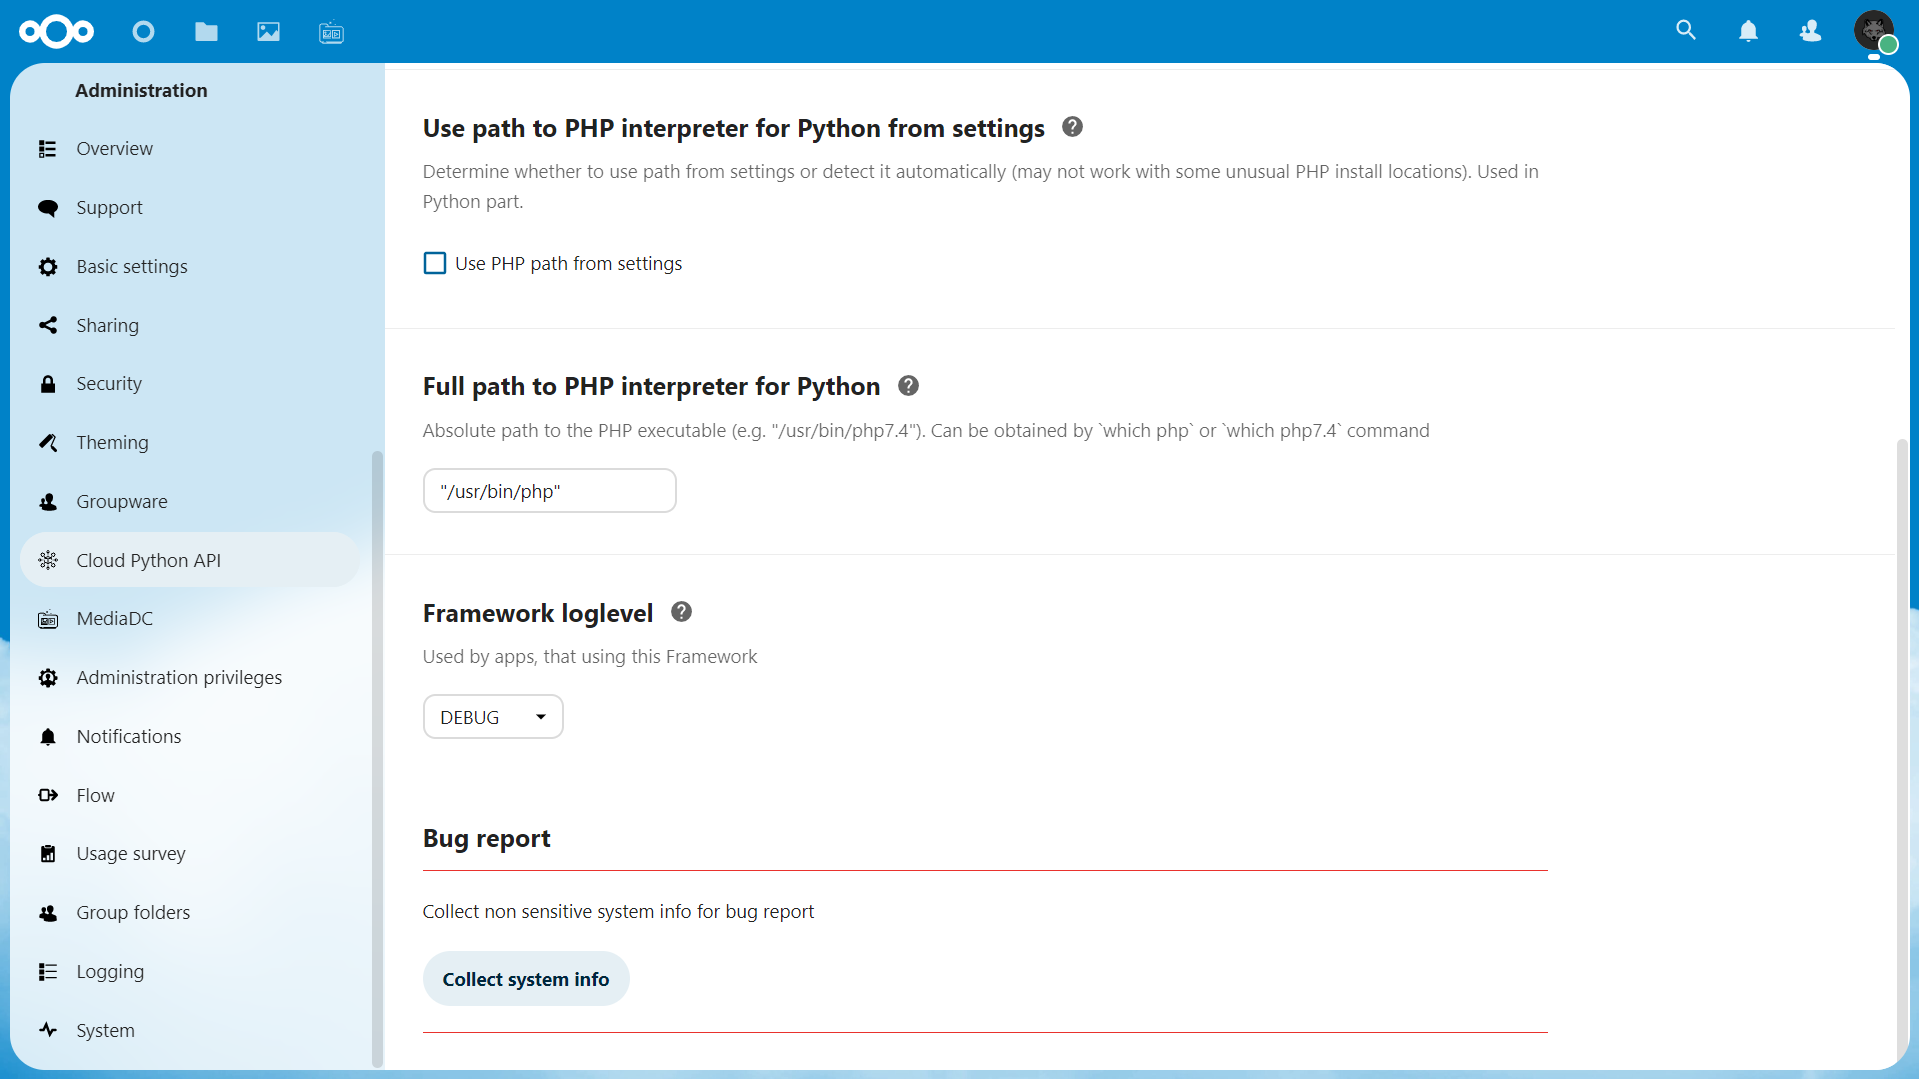 Administration
Overview
Support
Basic settings
Sharing
Security
Theming
Groupware
Cloud Python API
MediaDC
Administration privileges
Notifications
Flow
Usage survey
Group folders
Logging
System
Use path to PHP interpreter for Python from settings
Determine whether to use path from settings or detect it automatically (may not work with some unusual PHP install locations). Used in
Python part.
Use PHP path from settings
Full path to PHP interpreter for Python
Absolute path to the PHP executable (e.g. "/usr/bin/php7.4"). Can be obtained by `which php` or `which php7.4` command
"/usr/bin/php"
Framework loglevel
Used by apps, that using this Framework
DEBUG
Bug report
Collect non sensitive system info for bug report
Collect system info